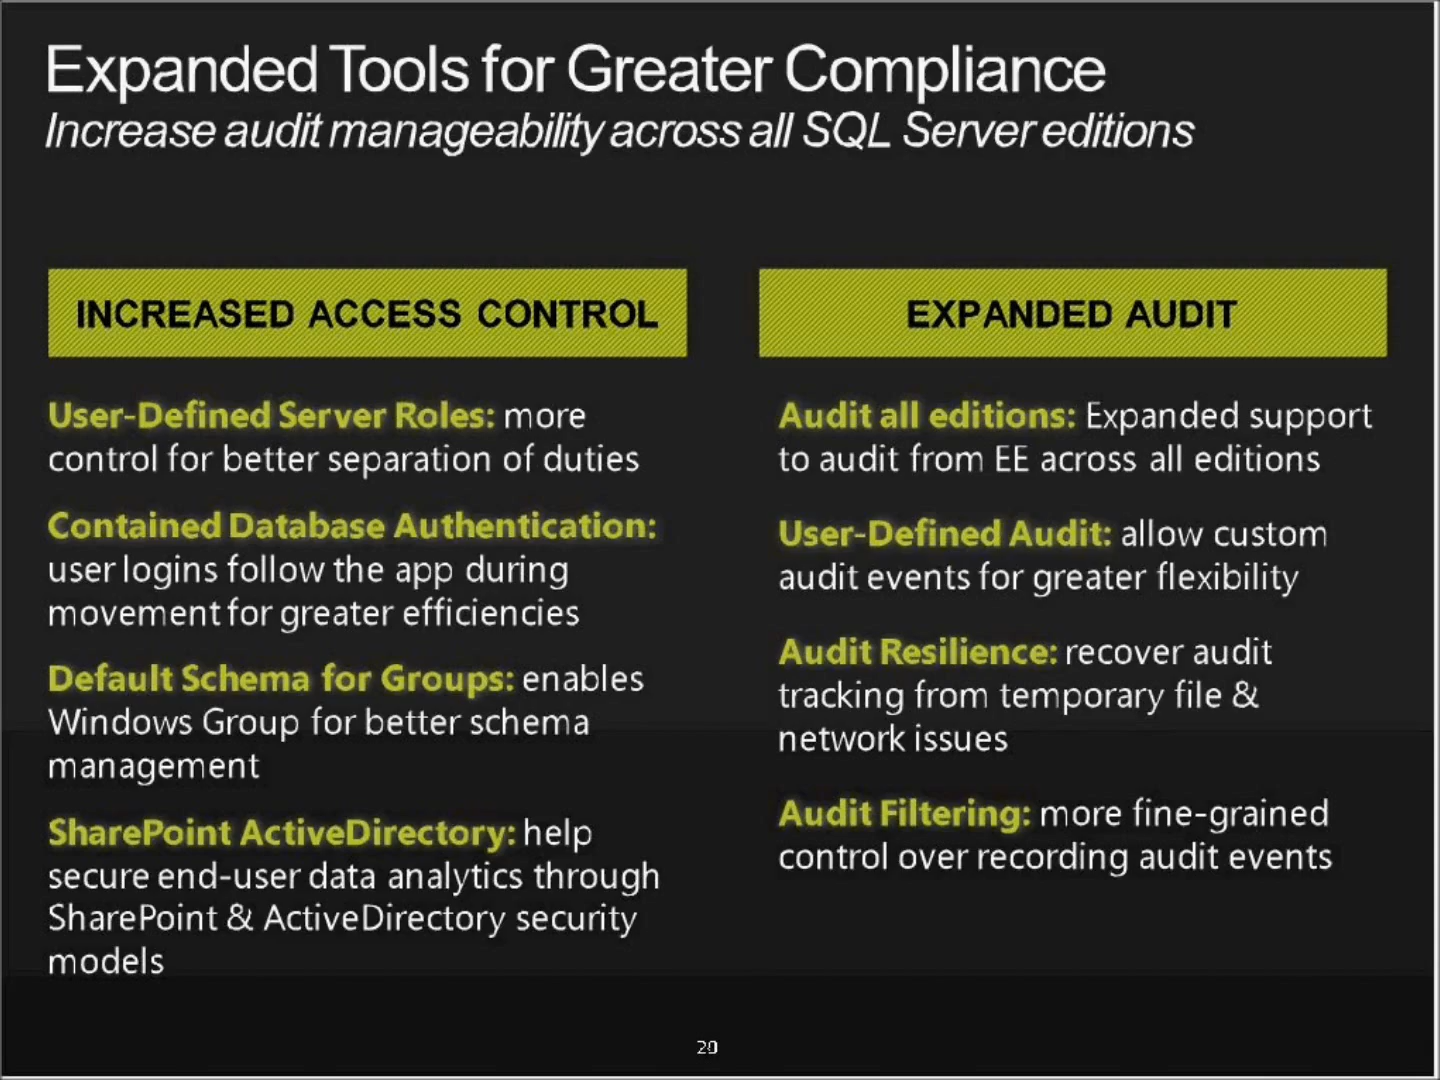 Expanded Tools for Greater Compliance
Increase audit manageability across all SQL Server editions
INCREASED ACCESS CONTROL
User-Defined Server Roles: more
control for better separation of duties
Contained Database Authentication:
user logins follow the app during
movement for greater efficiencies
Default Schema for Groups: enables
Windows Group for better schema
management
SharePoint ActiveDirectory: help
secure end-user data analytics through
SharePoint & ActiveDirectory security
models
EXPANDED AUDIT
Audit all editions: Expanded support
to audit from EE across all editions
User-Defined Audit: allow custom
audit events for greater flexibility
Audit Resilience: recover audit
tracking from temporary file &
network issues
Audit Filtering: more fine-grained
control over recording audit events
20